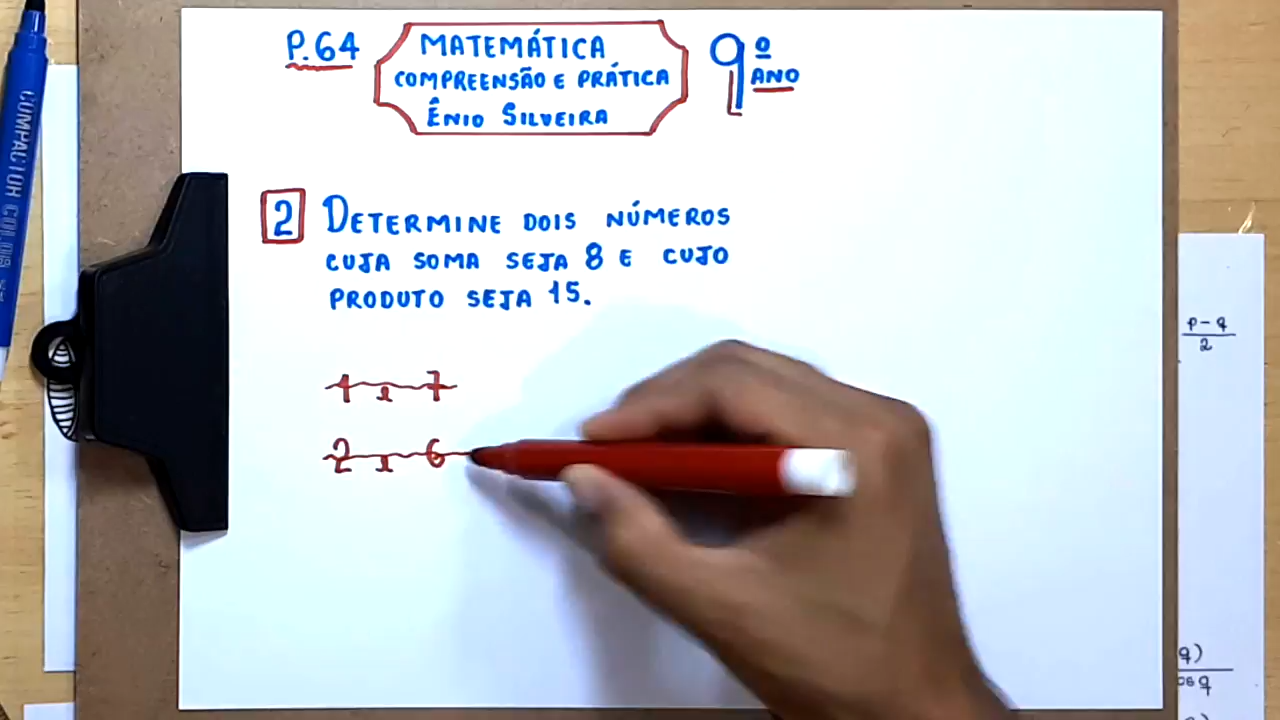 P.64
MATEMÁTICA
COMPREENSÃO E PRÁTICA
ÊNIO SILVEIRA
9º
ANO
2 DETERMINE DOIS NÚMEROS
CUJA SOMA SEJA 8 E CUJO
PRODUTO SEJA 15.
1 e 7
2 e 6
COMPACTOR COLOR
p-q
2
q)